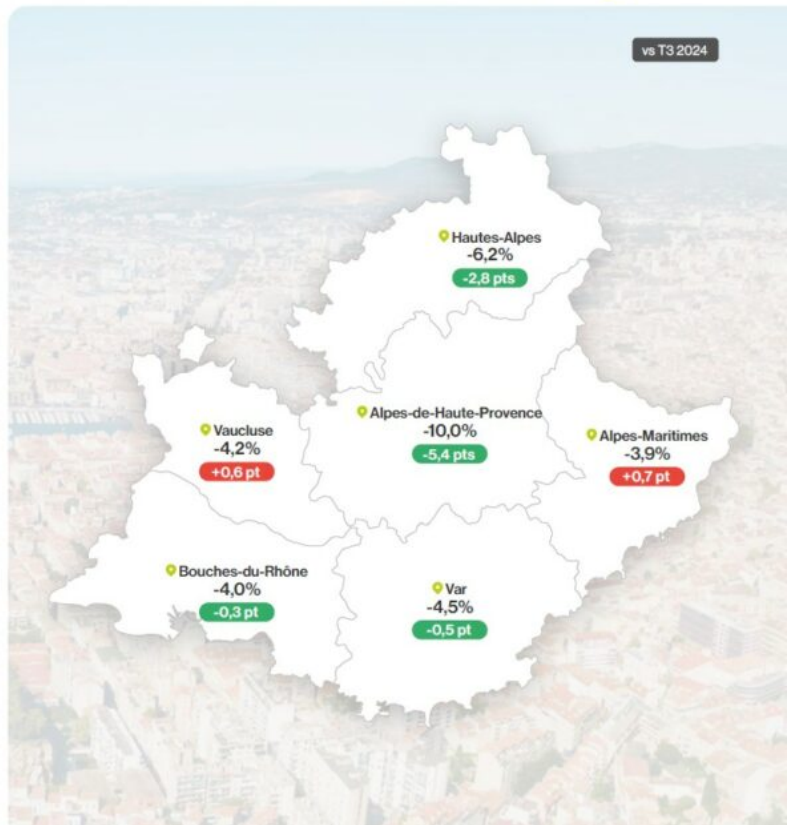 vs T3 2024
Hautes-Alpes
-6,2%
-2,8 pts
Alpes-de-Haute-Provence
-10,0%
-5,4 pts
Vaucluse
-4,2%
+0,6 pt
Alpes-Maritimes
-3,9%
+0,7 pt
Bouches-du-Rhône
-4,0%
-0,3 pt
Var
-4,5%
-0,5 pt